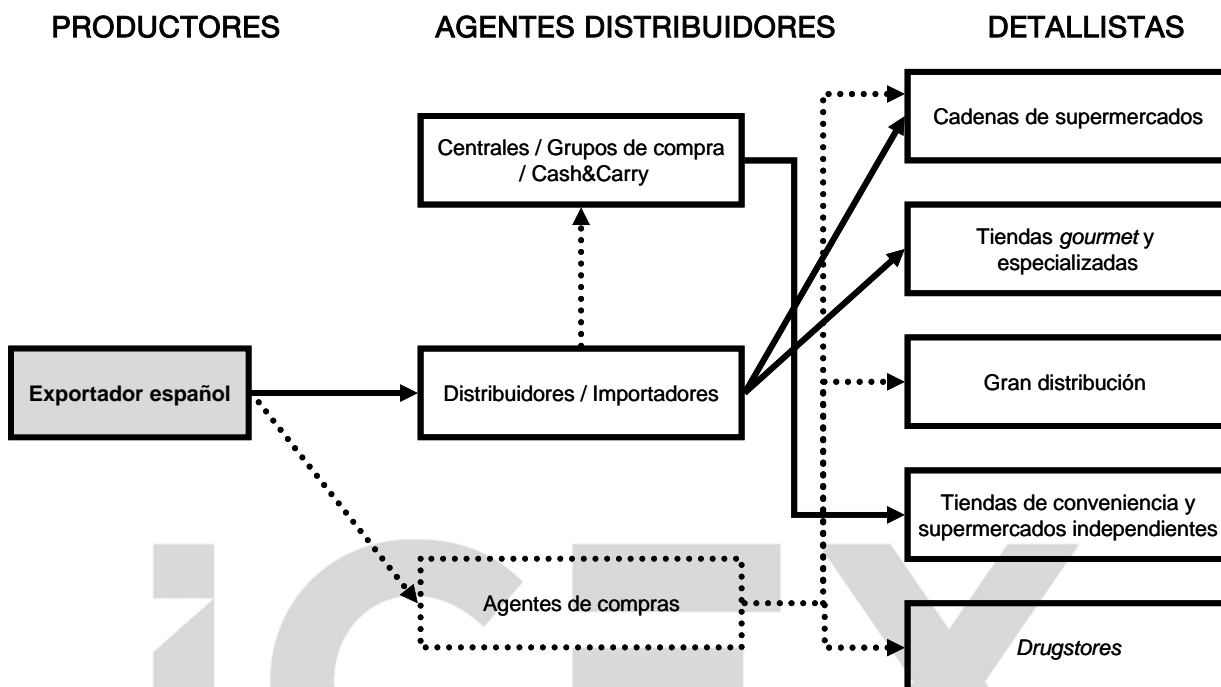 PRODUCTORES
AGENTES DISTRIBUIDORES
DETALLISTAS
Centrales / Grupos de compra
/ Cash&Carry
Cadenas de supermercados
Tiendas gourmet y
especializadas
Exportador español
Distribuidores / Importadores
Gran distribución
Tiendas de conveniencia y
supermercados independientes
Agentes de compras
Drugstores
iCEX